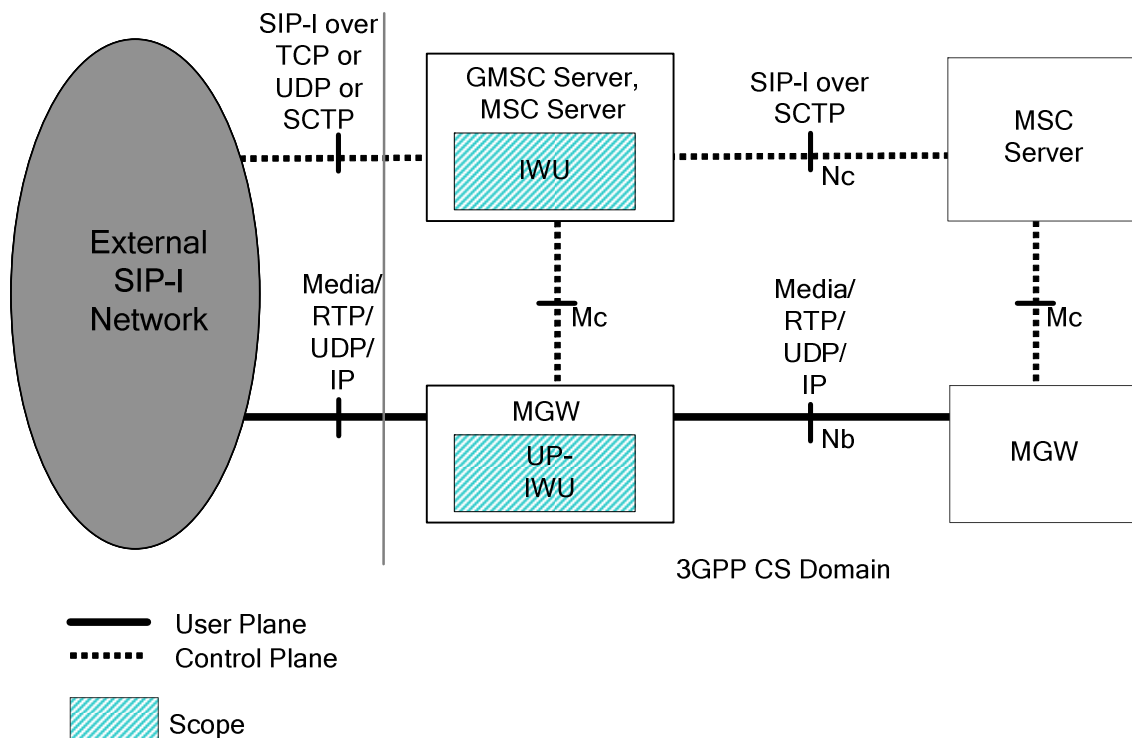 SIP-I over
TCP or
UDP or
SCTP
GMSC Server,
MSC Server
IWU
SIP-I over
SCTP
Nc
MSC
Server
External
SIP-I
Network
Media/
RTP/
UDP/
IP
Mc
Media/
RTP/
UDP/
IP
Mc
MGW
UP-
IWU
Nb
MGW
3GPP CS Domain
User Plane
Control Plane
Scope